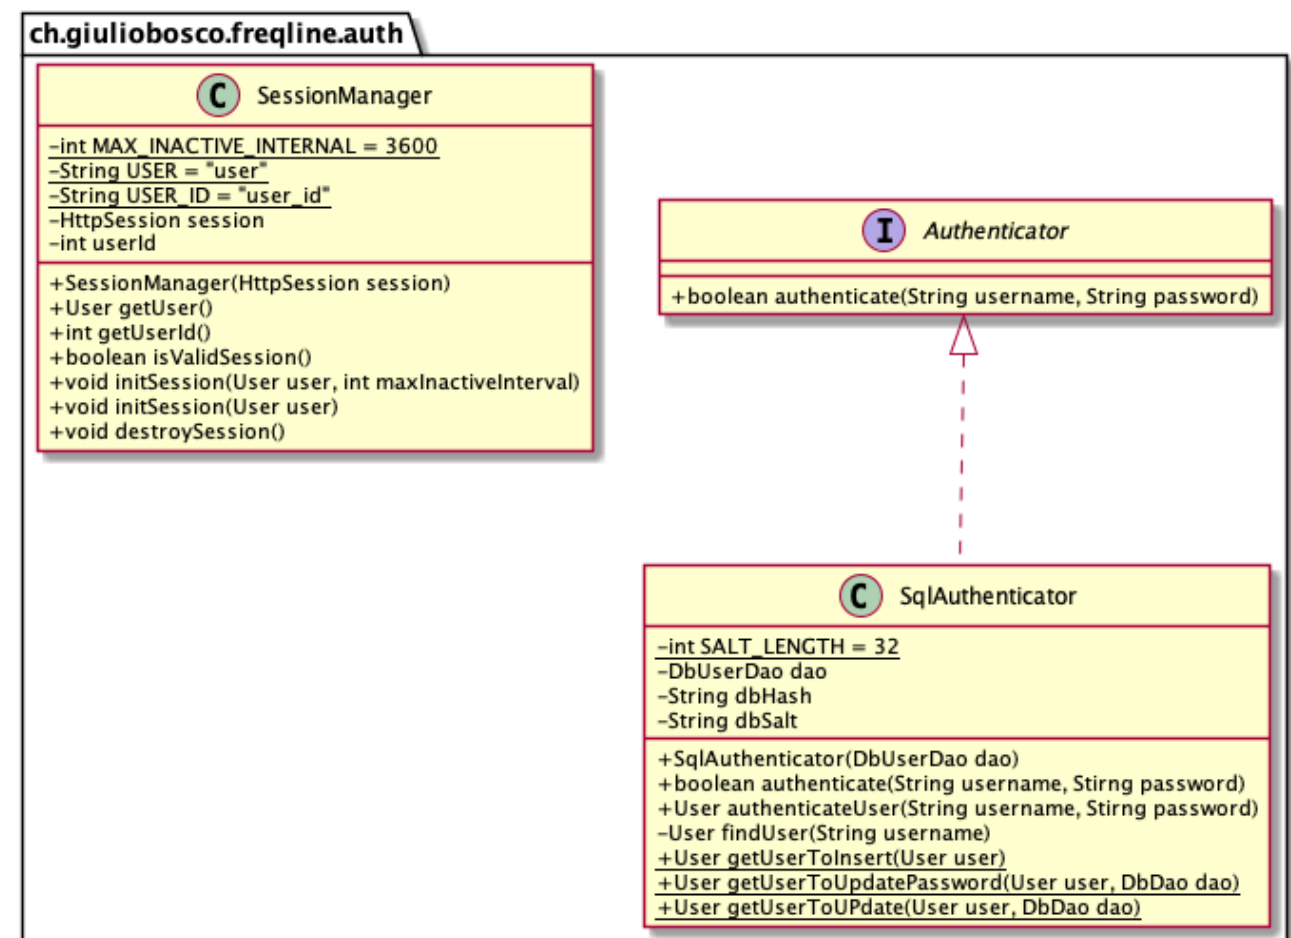 ch.giuliobosco.freqline.auth
C SessionManager
-int MAX_INACTIVE_INTERNAL = 3600
-String USER = "user"
-String USER_ID = "user_id"
-HttpSession session
-int userId
+SessionManager(HttpSession session)
+User getUser()
+int getUserId()
+boolean isValidSession()
+void initSession(User user, int maxInactiveInterval)
+void initSession(User user)
+void destroySession()
I Authenticator
+boolean authenticate(String username, String password)
C SqlAuthenticator
-int SALT_LENGTH = 32
-DbUserDao dao
-String dbHash
-String dbSalt
+SqlAuthenticator(DbUserDao dao)
+boolean authenticate(String username, Stirng password)
+User authenticateUser(String username, Stirng password)
-User findUser(String username)
+User getUserToInsert(User user)
+User getUserToUpdatePassword(User user, DbDao dao)
+User getUserToUPdate(User user, DbDao dao)